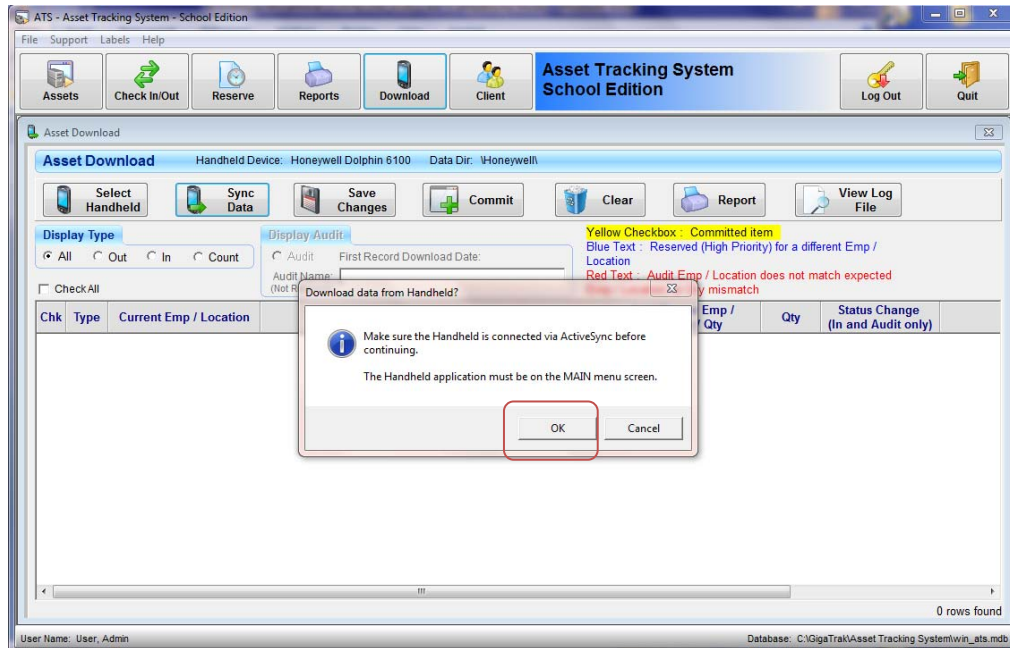 ATS - Asset Tracking System - School Edition
File Support Labels Help
Assets
Check In/Out
Reserve
Reports
Download
Client
Asset Tracking System
School Edition
Log Out
Quit
Asset Download
Asset Download Handheld Device: Honeywell Dolphin 6100 Data Dir: \Honeywell\
Select
Handheld
Sync
Data
Save
Changes
Commit
Clear
Report
View Log
File
Display Type
All Out In Count
Check All
Display Audit
Audit First Record Download Date:
Audit Name:
(Not R
Yellow Checkbox : Committed item
Blue Text : Reserved (High Priority) for a different Emp /
Location
Red Text : Audit Emp / Location does not match expected
mismatch
Chk Type Current Emp / Location
Emp /
Qty
Qty
Status Change
(In and Audit only)
Download data from Handheld?
Make sure the Handheld is connected via ActiveSync before
continuing.
The Handheld application must be on the MAIN menu screen.
OK Cancel
0 rows found
User Name: User, Admin
Database: C:\GigaTrak\Asset Tracking System\win_ats.mdb